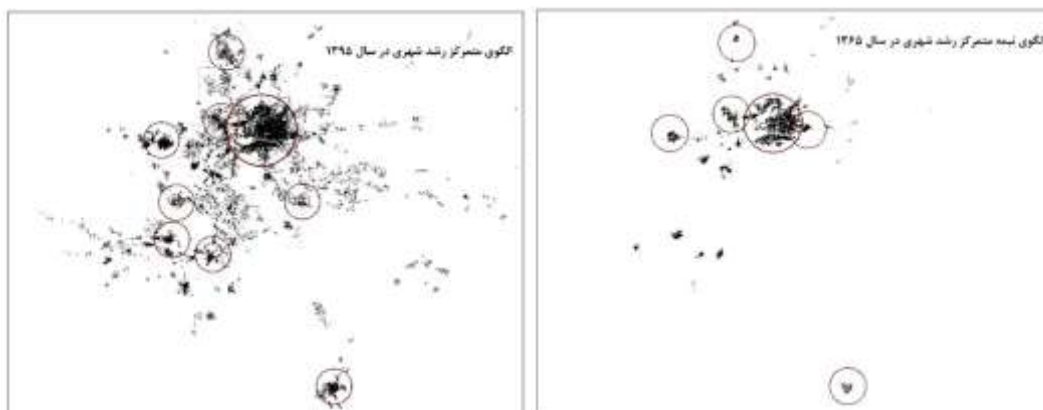 الگوی متمرکز رشد شهری در سال ۱۳۹۵
الگوی نیمه متمرکز رشد شهری در سال ۱۳۶۵